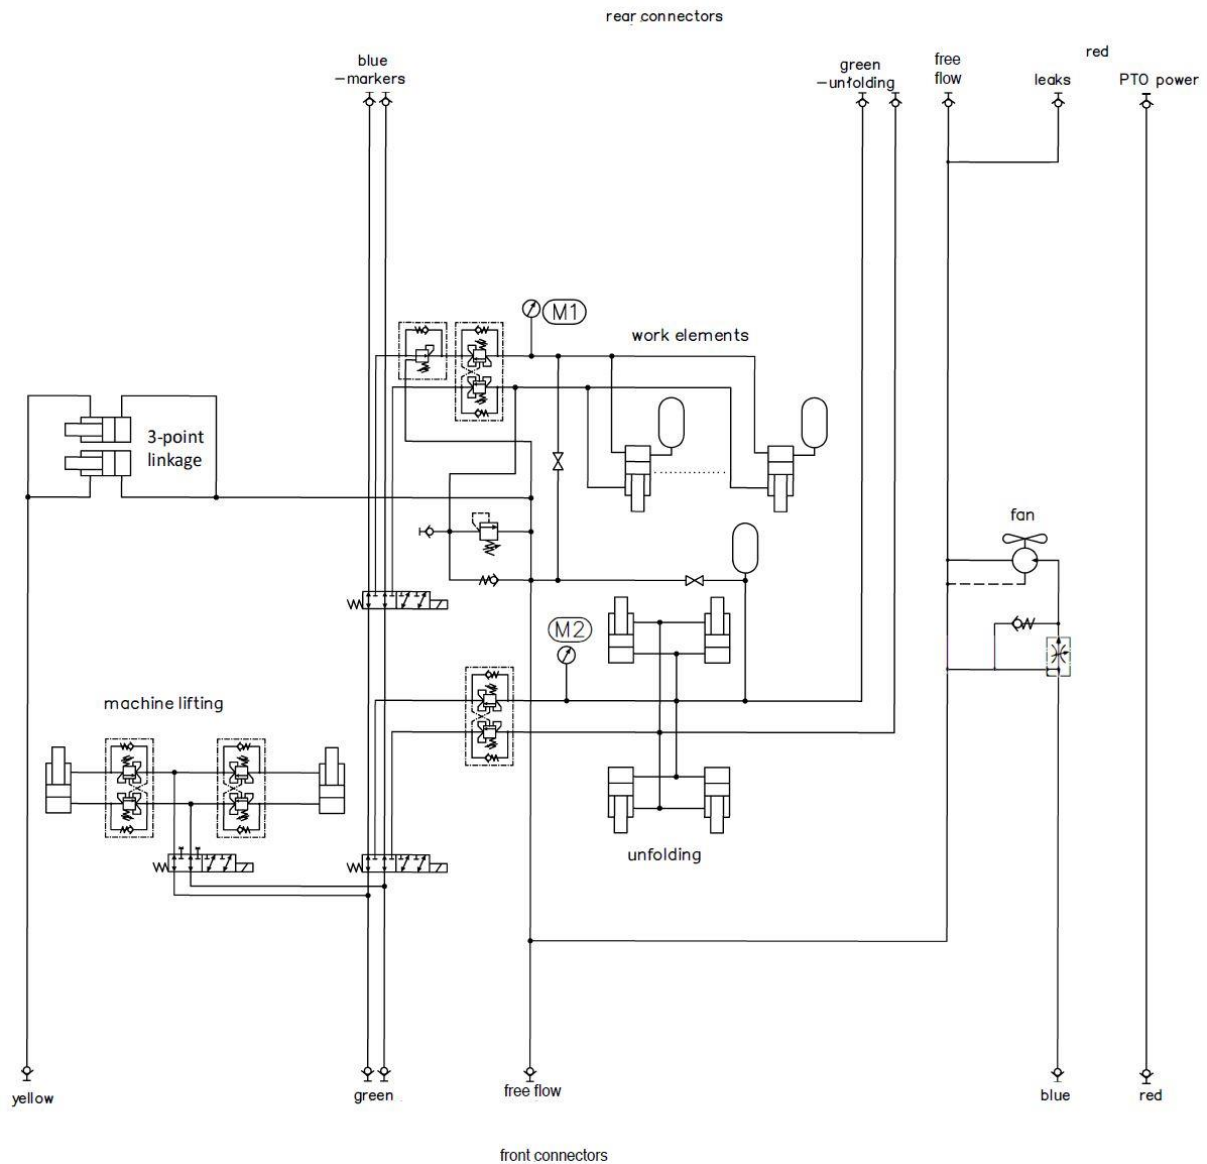 rear connectors
blue
-markers
green
-unfolding
free
flow
red
leaks
PTO power
M1
work elements
3-point
linkage
fan
M2
machine lifting
unfolding
yellow
green
free flow
blue
red
front connectors